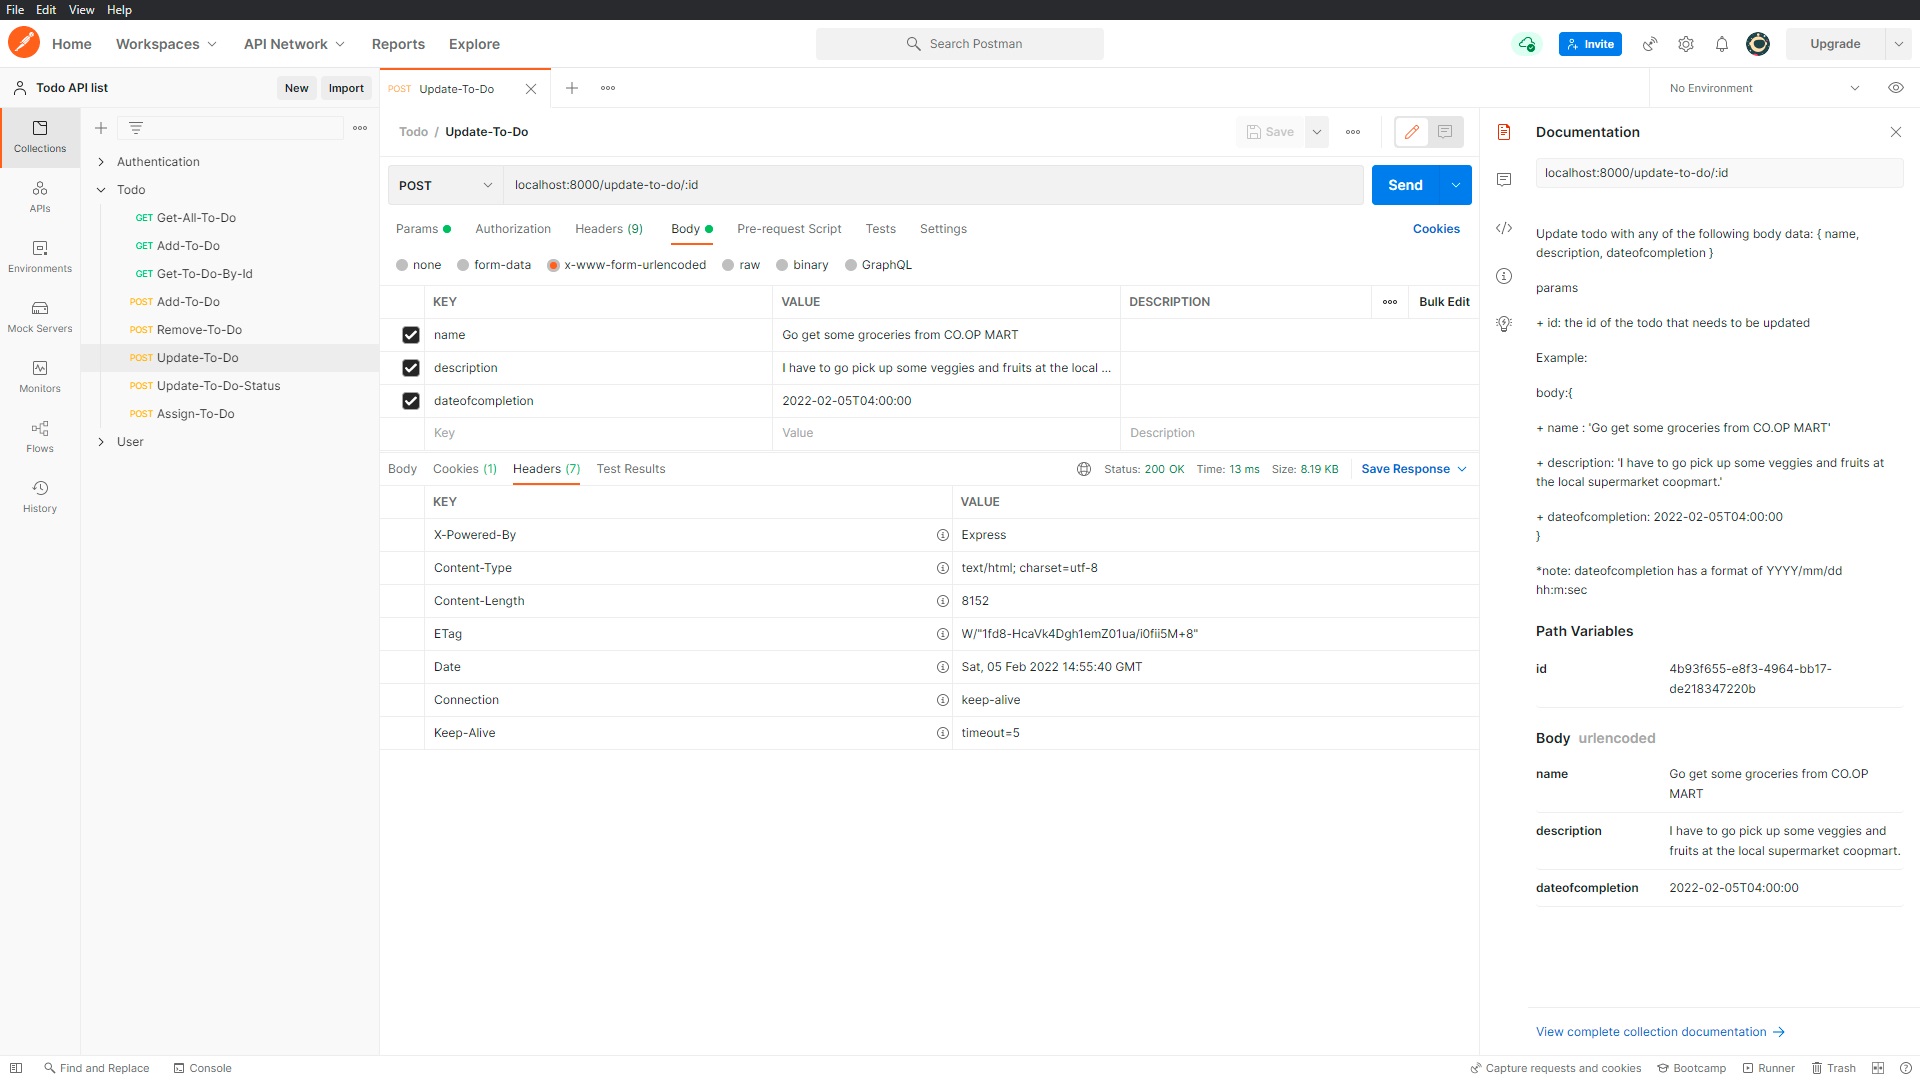 File Edit View Help
Home Workspaces API Network Reports Explore Search Postman Invite Upgrade
Todo API list New Import POST Update-To-Do No Environment
Collections
APIs
Environments
Mock Servers
Monitors
Flows
History
Authentication
Todo
GET Get-All-To-Do
GET Add-To-Do
GET Get-To-Do-By-Id
POST Add-To-Do
POST Remove-To-Do
POST Update-To-Do
POST Update-To-Do-Status
POST Assign-To-Do
User
Todo / Update-To-Do Save
POST localhost:8000/update-to-do/:id Send
Params Authorization Headers (9) Body Pre-request Script Tests Settings Cookies
none form-data x-www-form-urlencoded raw binary GraphQL
KEY VALUE DESCRIPTION Bulk Edit
name Go get some groceries from CO.OP MART
description I have to go pick up some veggies and fruits at the local ...
dateofcompletion 2022-02-05T04:00:00
Key Value Description
Body Cookies (1) Headers (7) Test Results Status: 200 OK Time: 13 ms Size: 8.19 KB Save Response
KEY VALUE
X-Powered-By Express
Content-Type text/html; charset=utf-8
Content-Length 8152
ETag W/"1fd8-HcaVk4Dgh1emZ01ua/i0fii5M+8"
Date Sat, 05 Feb 2022 14:55:40 GMT
Connection keep-alive
Keep-Alive timeout=5
Documentation
localhost:8000/update-to-do/:id
Update todo with any of the following body data: { name,
description, dateofcompletion }
params
+ id: the id of the todo that needs to be updated
Example:
body:{
+ name : 'Go get some groceries from CO.OP MART'
+ description: 'I have to go pick up some veggies and fruits at
the local supermarket coopmart.'
+ dateofcompletion: 2022-02-05T04:00:00
}
*note: dateofcompletion has a format of YYYY/mm/dd
hh:m:sec
Path Variables
id 4b93f655-e8f3-4964-bb17-
de218347220b
Body urlencoded
name Go get some groceries from CO.OP
MART
description I have to go pick up some veggies and
fruits at the local supermarket coopmart.
dateofcompletion 2022-02-05T04:00:00
View complete collection documentation →
Find and Replace Console Capture requests and cookies Bootcamp Runner Trash